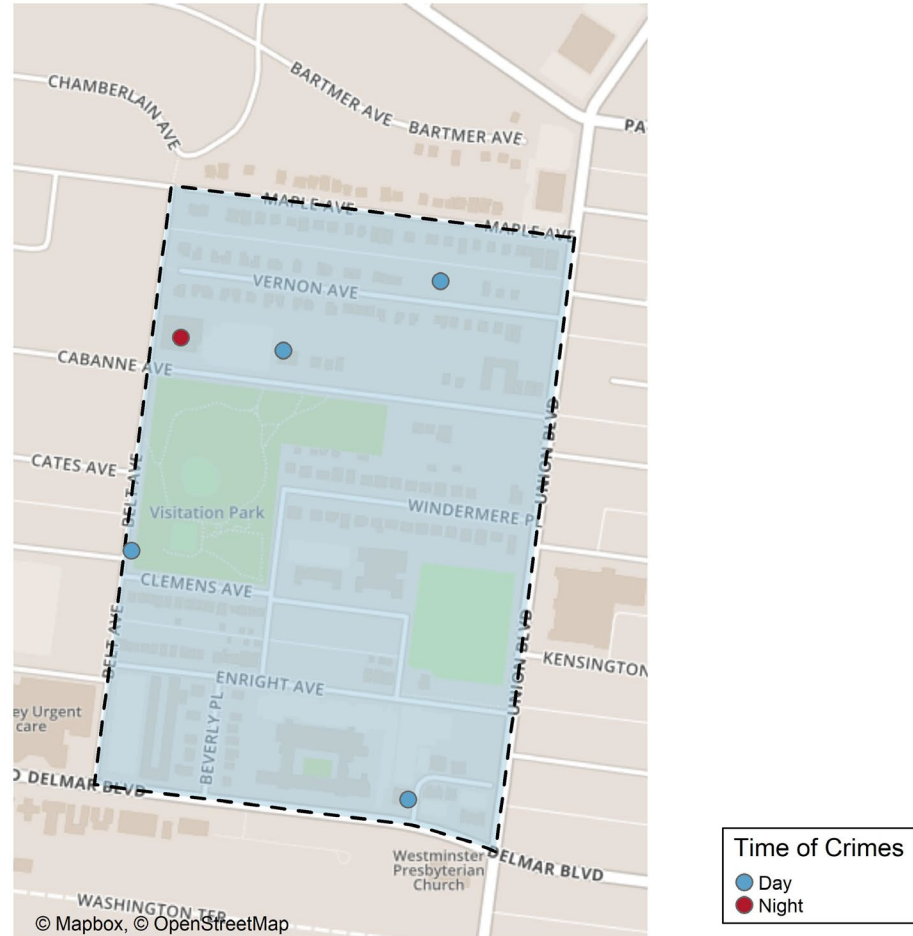 CHAMBERLAIN AVE
BARTMER AVE
BARTMER AVE
PA
MAPLE AVE
MAPLE AVE
VERNON AVE
CABANNE AVE
UNION BLVD
CATES AVE
BELT AVE
Visitation Park
WINDERMERE P
CLEMENS AVE
BELT AVE
UNION BLVD
KENSINGTON
ENRIGHT AVE
BEVERLY PL
ey Urgent
care
O DELMAR BLVD
Westminster
Presbyterian
Church
DELMAR BLVD
WASHINGTON TER
© Mapbox, © OpenStreetMap
Time of Crimes
Day
Night